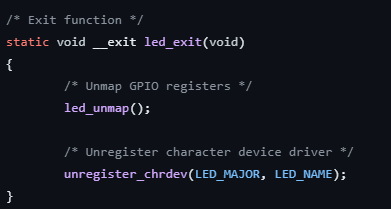 /* Exit function */
static void __exit led_exit(void)
{
        /* Unmap GPIO registers */
        led_unmap();

        /* Unregister character device driver */
        unregister_chrdev(LED_MAJOR, LED_NAME);
}